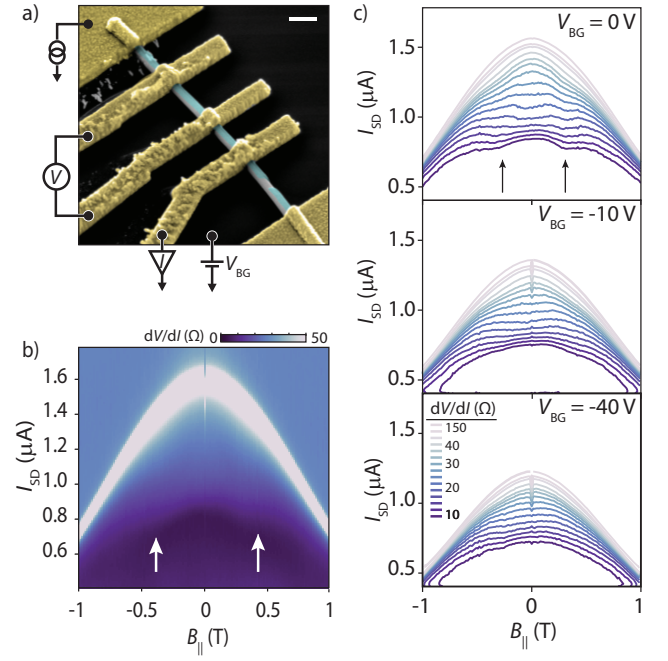 a)
V
I
V_BG
b)
dV/dI (Ω) 0 50
1.6
1.4
1.2
1.0
0.8
0.6
I_SD (μA)
-1 -0.5 0 0.5 1
B_|| (T)
c)
V_BG = 0 V
1.5
1.0
0.5
I_SD (μA)
V_BG = -10 V
1.5
1.0
0.5
I_SD (μA)
V_BG = -40 V
dV/dI (Ω)
150
40
30
20
10
1.5
1.0
0.5
I_SD (μA)
-1 0 1
B_|| (T)